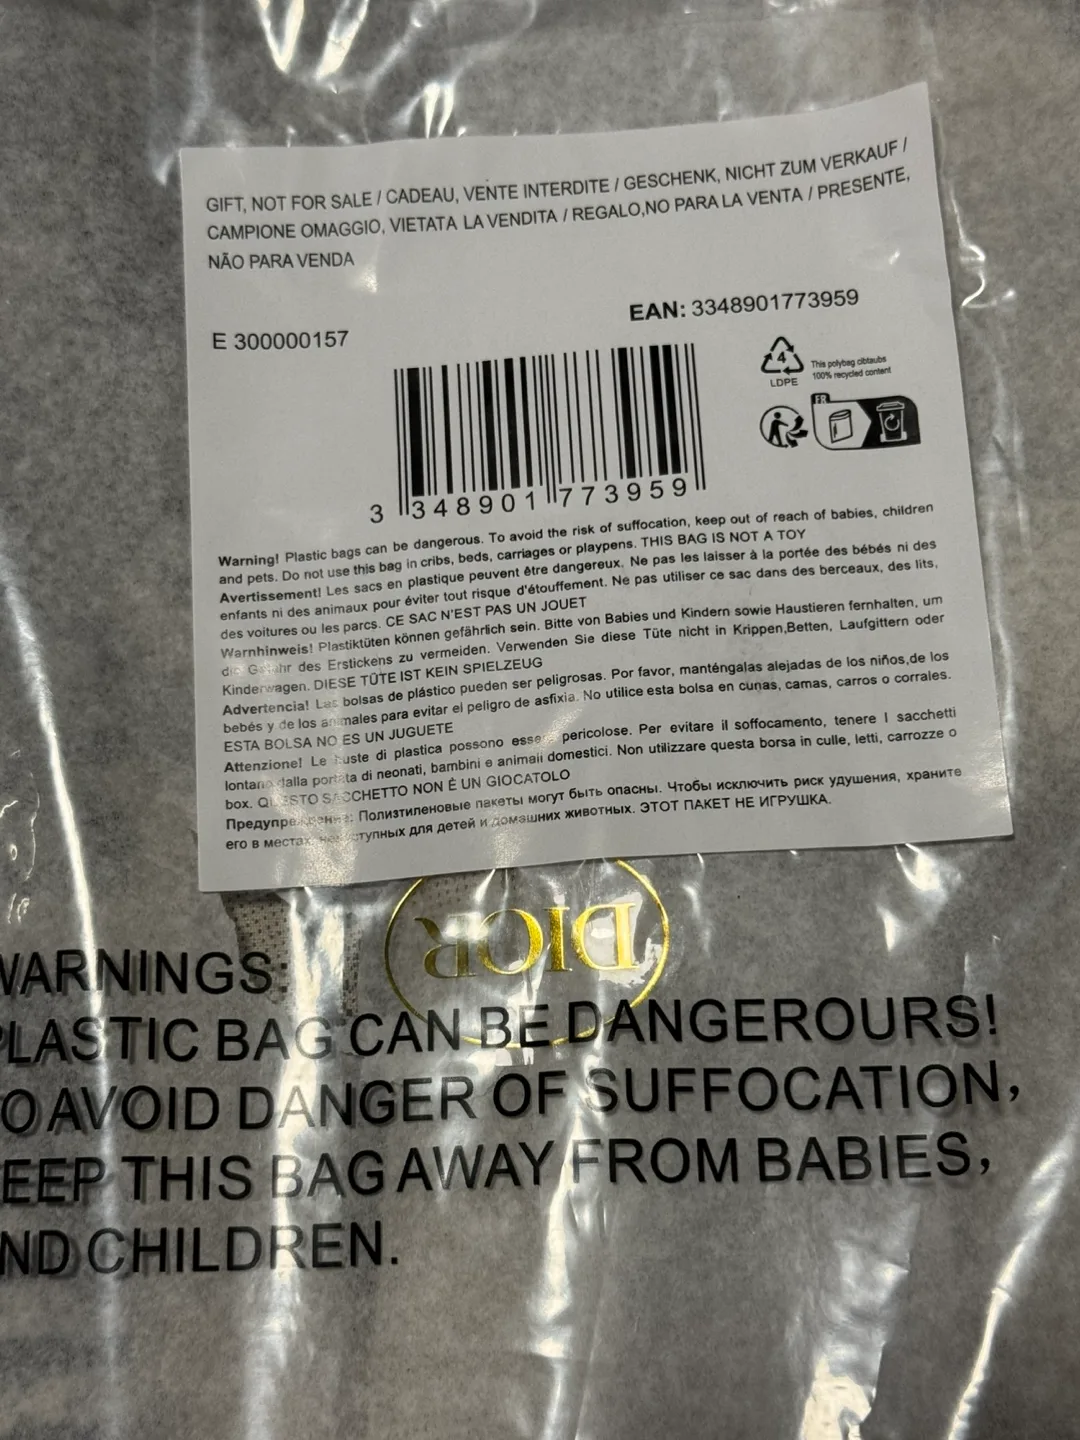 GIFT, NOT FOR SALE / CADEAU, VENTE INTERDITE / GESCHENK, NICHT ZUM VERKAUF /
CAMPIONE OMAGGIO, VIETATA LA VENDITA / REGALO,NO PARA LA VENTA / PRESENTE,
NÃO PARA VENDA
EAN: 3348901773959
E 300000157
4
LDPE
This polybag cibtaubs
100% recycled content
FR
3 348901 773959
Warning! Plastic bags can be dangerous. To avoid the risk of suffocation, keep out of reach of babies, children
and pets. Do not use this bag in cribs, beds, carriages or playpens. THIS BAG IS NOT A TOY
Avertissement! Les sacs en plastique peuvent être dangereux. Ne pas les laisser à la portée des bébés ni des
enfants ni des animaux pour éviter tout risque d'étouffement. Ne pas utiliser ce sac dans des berceaux, des lits,
des voitures ou les parcs. CE SAC N'EST PAS UN JOUET
Warnhinweis! Plastiktüten können gefährlich sein. Bitte von Babies und Kindern sowie Haustieren fernhalten, um
des Erstickens zu vermeiden. Verwenden Sie diese Tüte nicht in Krippen,Betten, Laufgittern oder
Kinderwagen. DIESE TÜTE IST KEIN SPIELZEUG
Advertencia! Las bolsas de plástico pueden ser peligrosas. Por favor, manténgalas alejadas de los niños,de los
bebés y de los animales para evitar el peligro de asfixia. No utilice esta bolsa en cunas, camas, carros o corrales.
ESTA BOLSA NO ES UN JUGUETE
Attenzione! Le di plastica possono essere pericolose. Per evitare il soffocamento, tenere I sacchetti
lontano dalla portata di neonati, bambini e animali domestici. Non utilizzare questa borsa in culle, letti, carrozze o
box. QUESTO SACCHETTO NON È UN GIOCATOLO
Полизтиленовые пакеты могут быть опасны. Чтобы исключить риск удушения, храните
его в местах, для детей и домашних животных. ЭТОТ ПАКЕТ НЕ ИГРУШКА.
DIOR
WARNINGS:
PLASTIC BAG CAN BE DANGEROURS!
O AVOID DANGER OF SUFFOCATION,
EEP THIS BAG AWAY FROM BABIES,
ND CHILDREN.